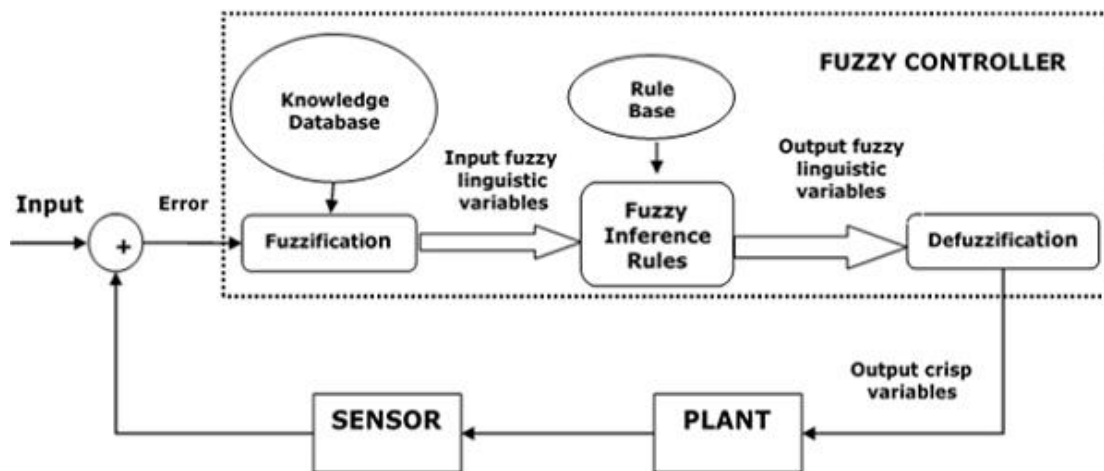 FUZZY CONTROLLER
Knowledge
Database
Rule
Base
Input fuzzy
linguistic
variables
Output fuzzy
linguistic
variables
Input
Error
+
Fuzzification
Fuzzy
Inference
Rules
Defuzzification
Output crisp
variables
SENSOR
PLANT